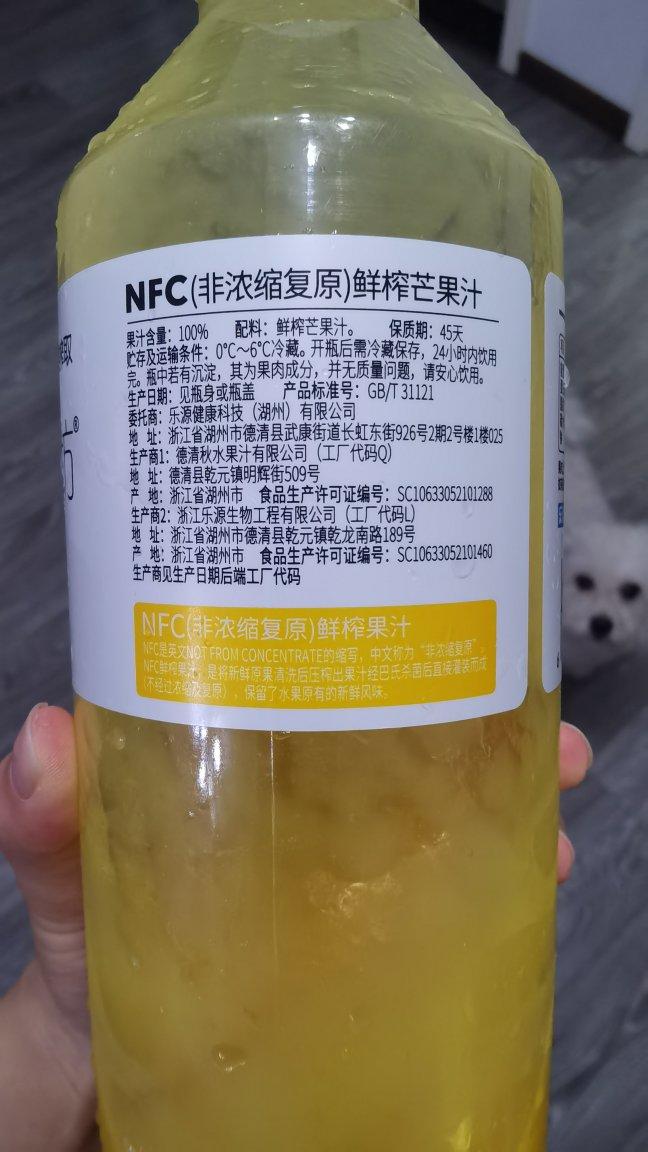 NFC(非浓缩复原)鲜榨芒果汁
果汁含量：100% 配料：鲜榨芒果汁。 保质期：45天
贮存及运输条件：0℃～6℃冷藏。开瓶后需冷藏保存，24小时内饮用
完。瓶中若有沉淀，其为果肉成分，并无质量问题，请安心饮用。
生产日期：见瓶身或瓶盖 产品标准号：GB/T 31121
委托商：乐源健康科技（湖州）有限公司
地 址：浙江省湖州市德清县武康街道长虹东街926号2期2号楼1楼025
生产商1：德清秋水果汁有限公司（工厂代码Q）
地 址：德清县乾元镇明辉街509号
产 地：浙江省湖州市 食品生产许可证编号：SC10633052101288
生产商2：浙江乐源生物工程有限公司（工厂代码L）
地 址：浙江省湖州市德清县乾元镇乾龙南路189号
产 地：浙江省湖州市 食品生产许可证编号：SC10633052101460
生产商见生产日期后端工厂代码
NFC(非浓缩复原)鲜榨果汁
NFC是英文NOT FROM CONCENTRATE的缩写，中文称为“非浓缩复原”
NFC鲜榨果汁，是将新鲜原果清洗后压榨出果汁经巴氏杀菌后直接灌装而成
（不经过浓缩及复原），保留了水果原有的新鲜风味。